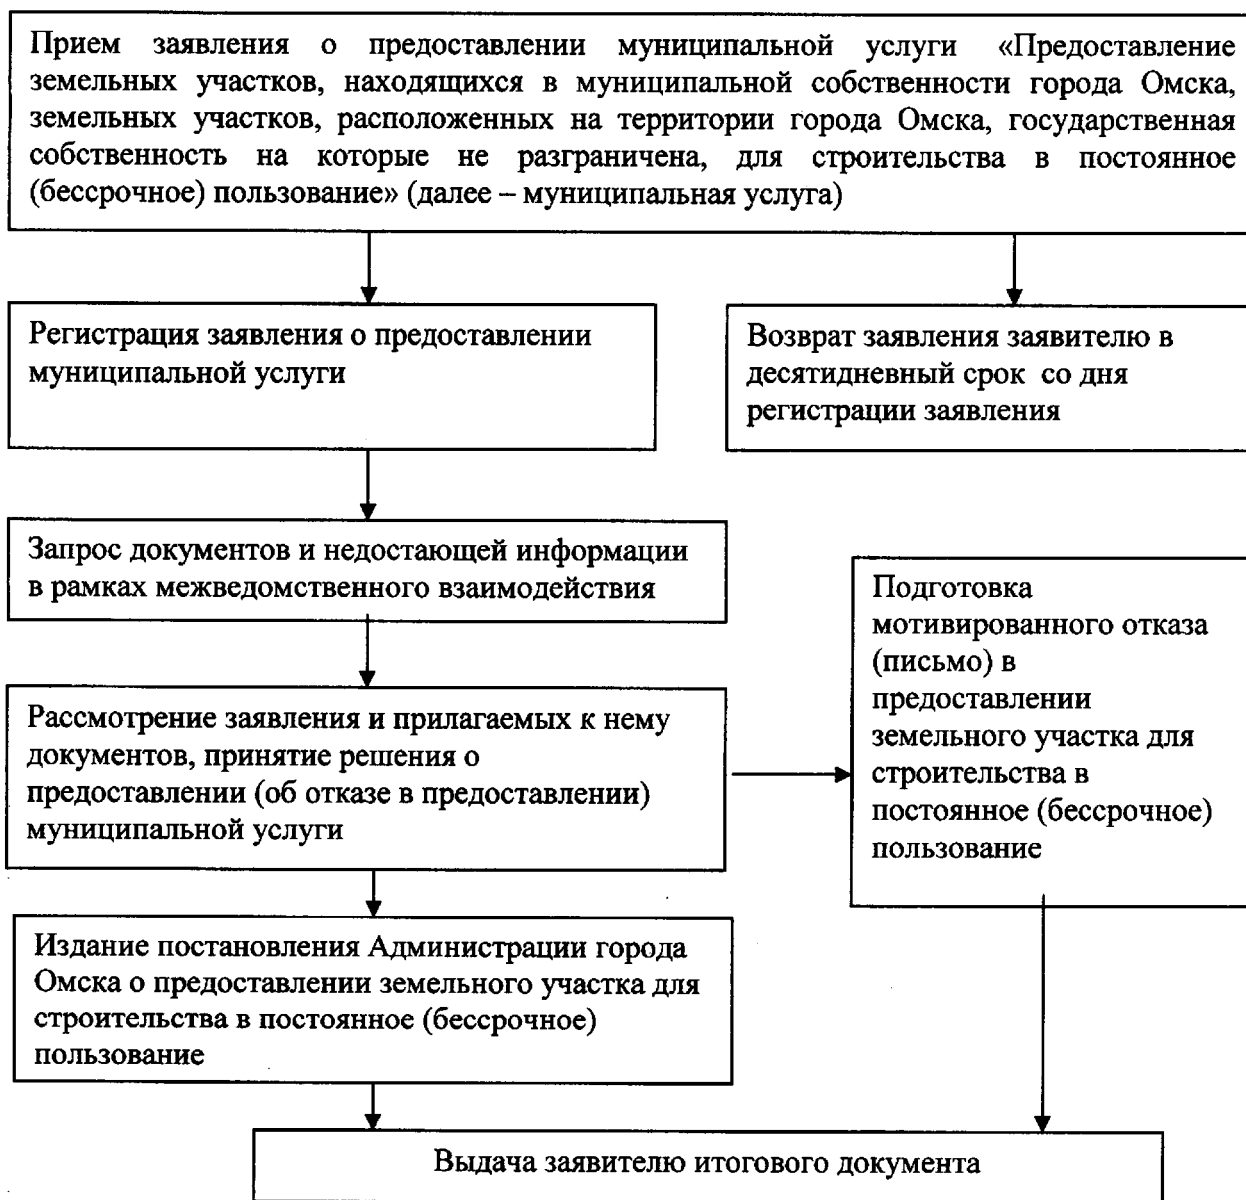 Прием заявления о предоставлении муниципальной услуги «Предоставление
земельных участков, находящихся в муниципальной собственности города Омска,
земельных участков, расположенных на территории города Омска, государственная
собственность на которые не разграничена, для строительства в постоянное
(бессрочное) пользование» (далее – муниципальная услуга)
Регистрация заявления о предоставлении
муниципальной услуги
Возврат заявления заявителю в
десятидневный срок со дня
регистрации заявления
Запрос документов и недостающей информации
в рамках межведомственного взаимодействия
Рассмотрение заявления и прилагаемых к нему
документов, принятие решения о
предоставлении (об отказе в предоставлении)
муниципальной услуги
Подготовка
мотивированного отказа
(письмо) в
предоставлении
земельного участка для
строительства в
постоянное (бессрочное)
пользование
Издание постановления Администрации города
Омска о предоставлении земельного участка для
строительства в постоянное (бессрочное)
пользование
Выдача заявителю итогового документа